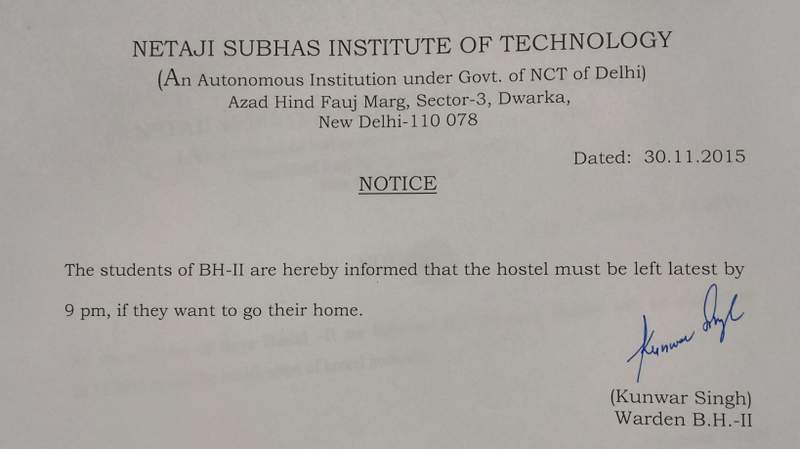 NETAJI SUBHAS INSTITUTE OF TECHNOLOGY
(An Autonomous Institution under Govt. of NCT of Delhi)
Azad Hind Fauj Marg, Sector-3, Dwarka,
New Delhi-110 078
Dated: 30.11.2015
NOTICE
The students of BH-II are hereby informed that the hostel must be left latest by
9 pm, if they want to go their home.
Kunwar Singh
(Kunwar Singh)
Warden B.H.-II